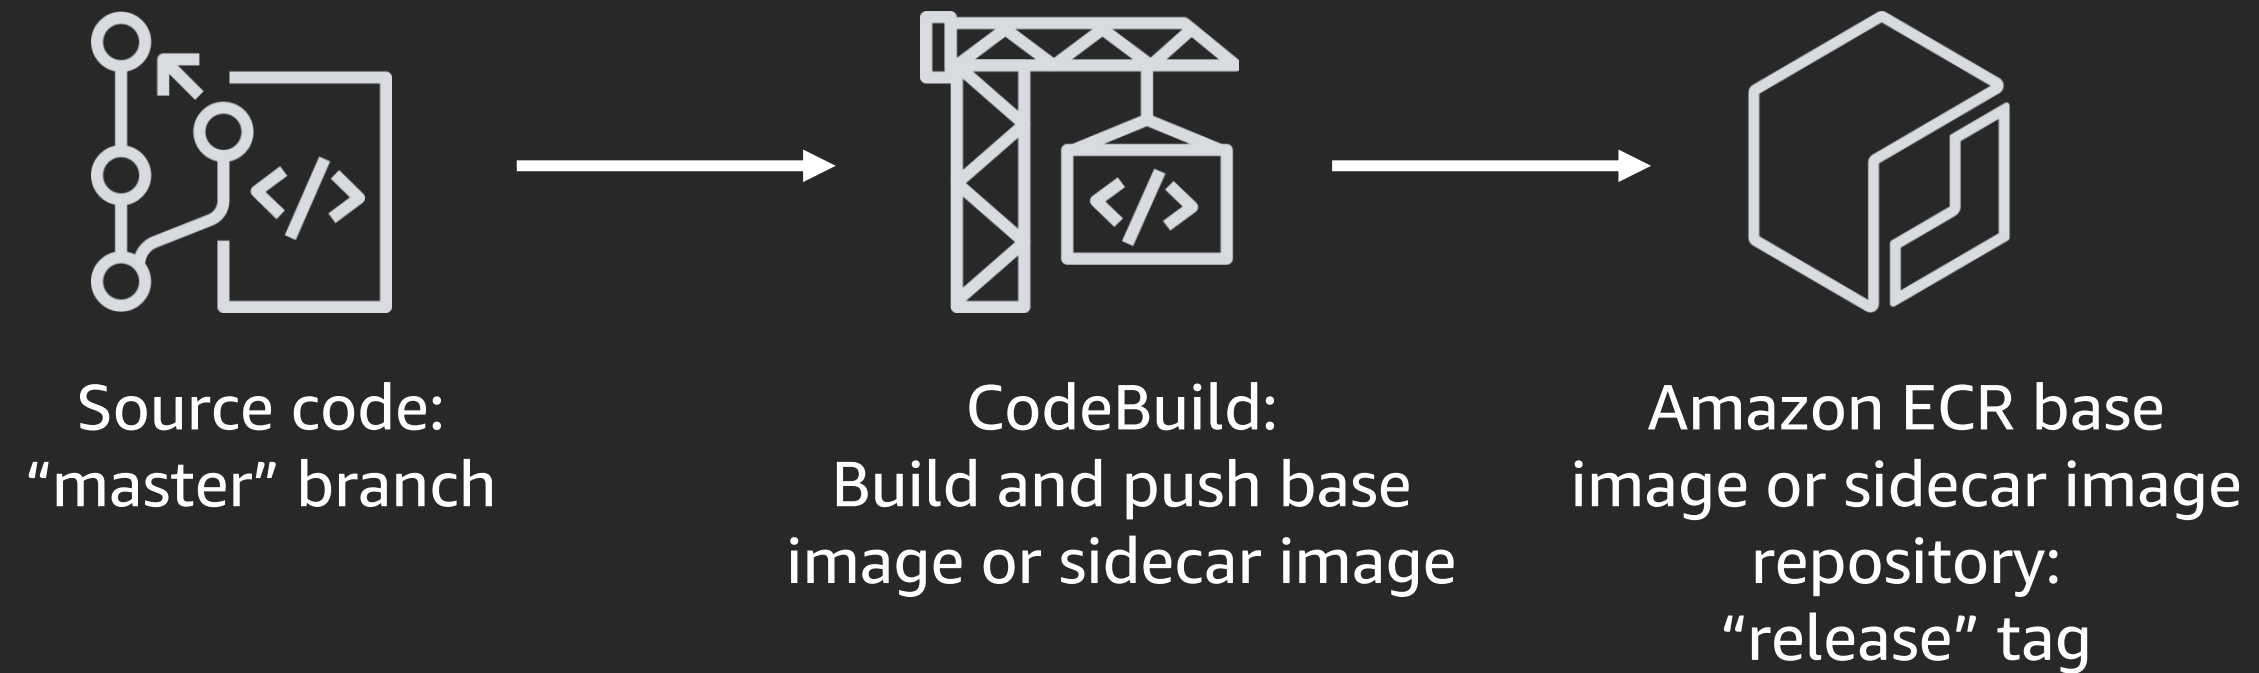 Source code:
“master” branch
CodeBuild:
Build and push base
image or sidecar image
Amazon ECR base
image or sidecar image
repository:
“release” tag